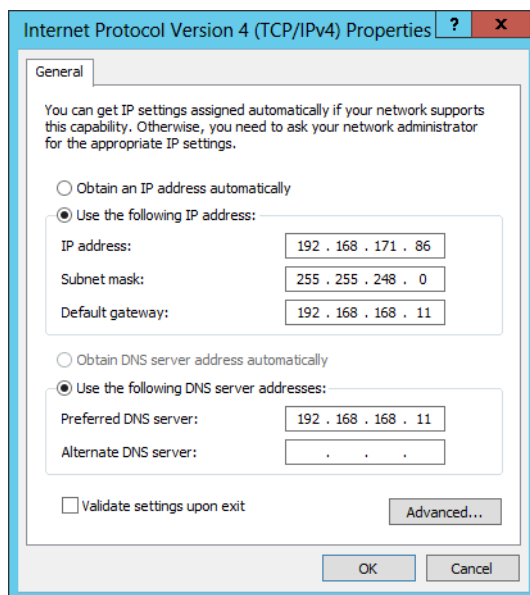 Internet Protocol Version 4 (TCP/IPv4) Properties ? x
General
You can get IP settings assigned automatically if your network supports
this capability. Otherwise, you need to ask your network administrator
for the appropriate IP settings.
Obtain an IP address automatically
Use the following IP address:
IP address: 192 . 168 . 171 . 86
Subnet mask: 255 . 255 . 248 . 0
Default gateway: 192 . 168 . 168 . 11
Obtain DNS server address automatically
Use the following DNS server addresses:
Preferred DNS server: 192 . 168 . 168 . 11
Alternate DNS server: . . .
Validate settings upon exit
Advanced...
OK Cancel